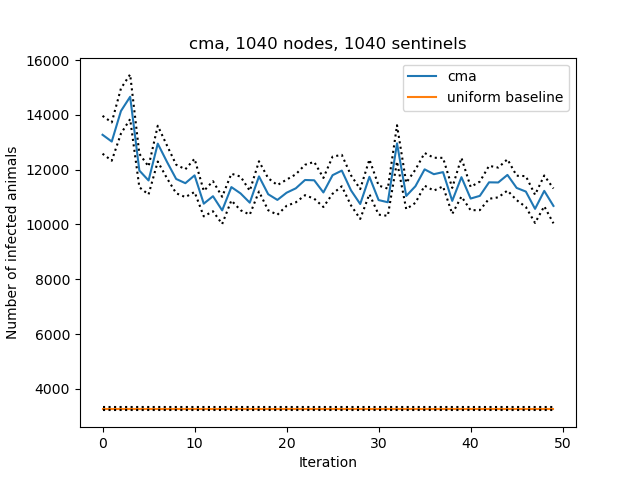 cma, 1040 nodes, 1040 sentinels
cma
uniform baseline
Number of infected animals
16000
14000
12000
10000
8000
6000
4000
0
10
20
30
40
50
Iteration